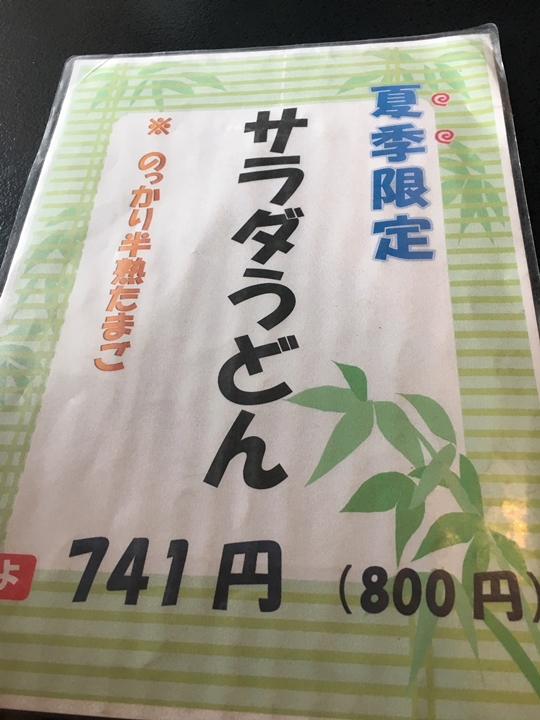 夏季限定
サラダうどん
※ のっかり半熟たまご
741円 (800円)
よ